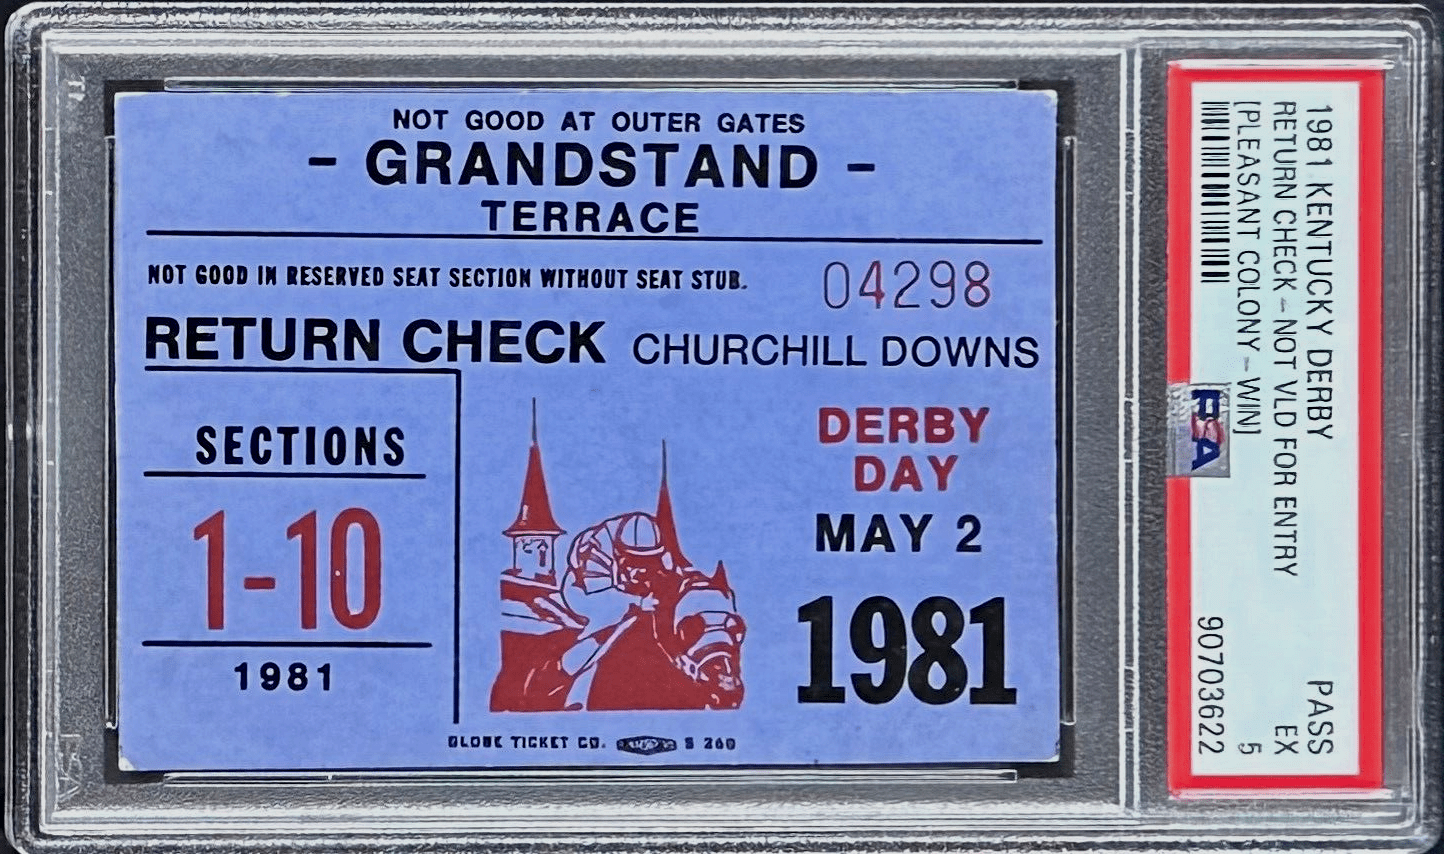 NOT GOOD AT OUTER GATES
- GRANDSTAND -
TERRACE
NOT GOOD IN RESERVED SEAT SECTION WITHOUT SEAT STUB.
04298
RETURN CHECK CHURCHILL DOWNS
SECTIONS
1-10
1981
DERBY
DAY
MAY 2
1981
GLOBE TICKET CO. S 260
1981 KENTUCKY DERBY PASS
RETURN CHECK - NOT VLD FOR ENTRY EX
[PLEASANT COLONY - WIN] 5
90703622
PSA